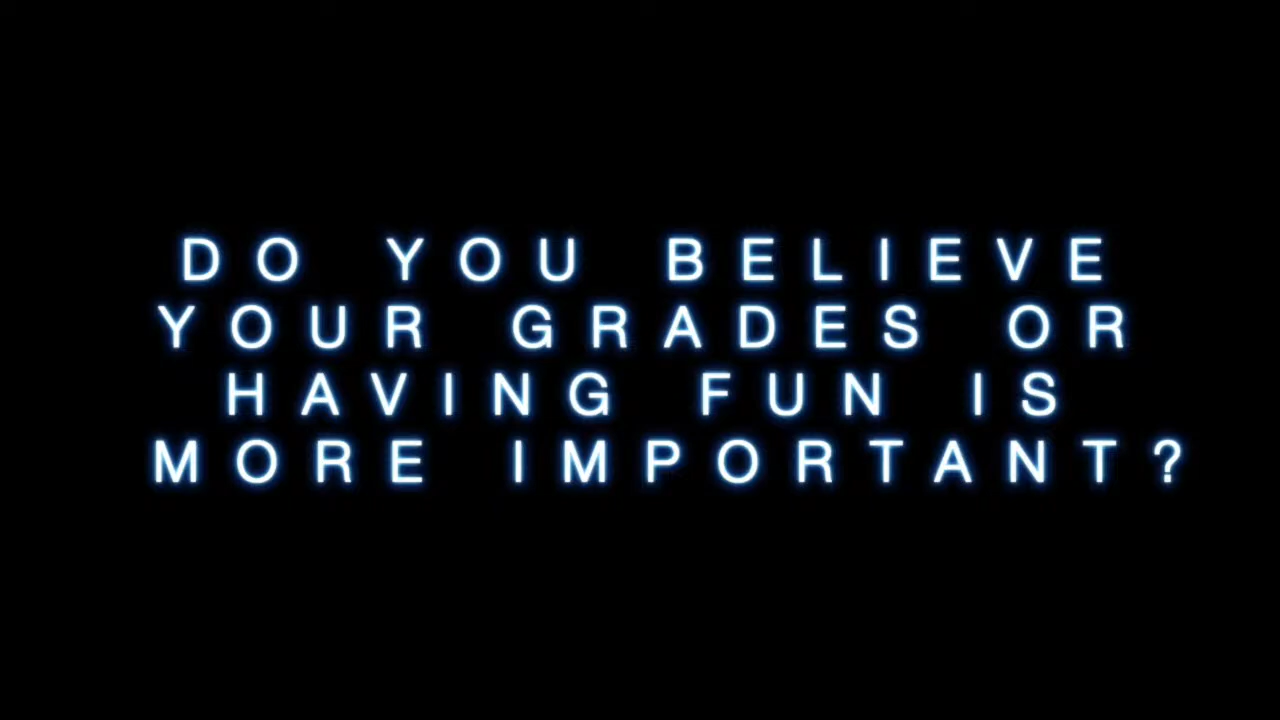 DO YOU BELIEVE
YOUR GRADES OR
HAVING FUN IS
MORE IMPORTANT?